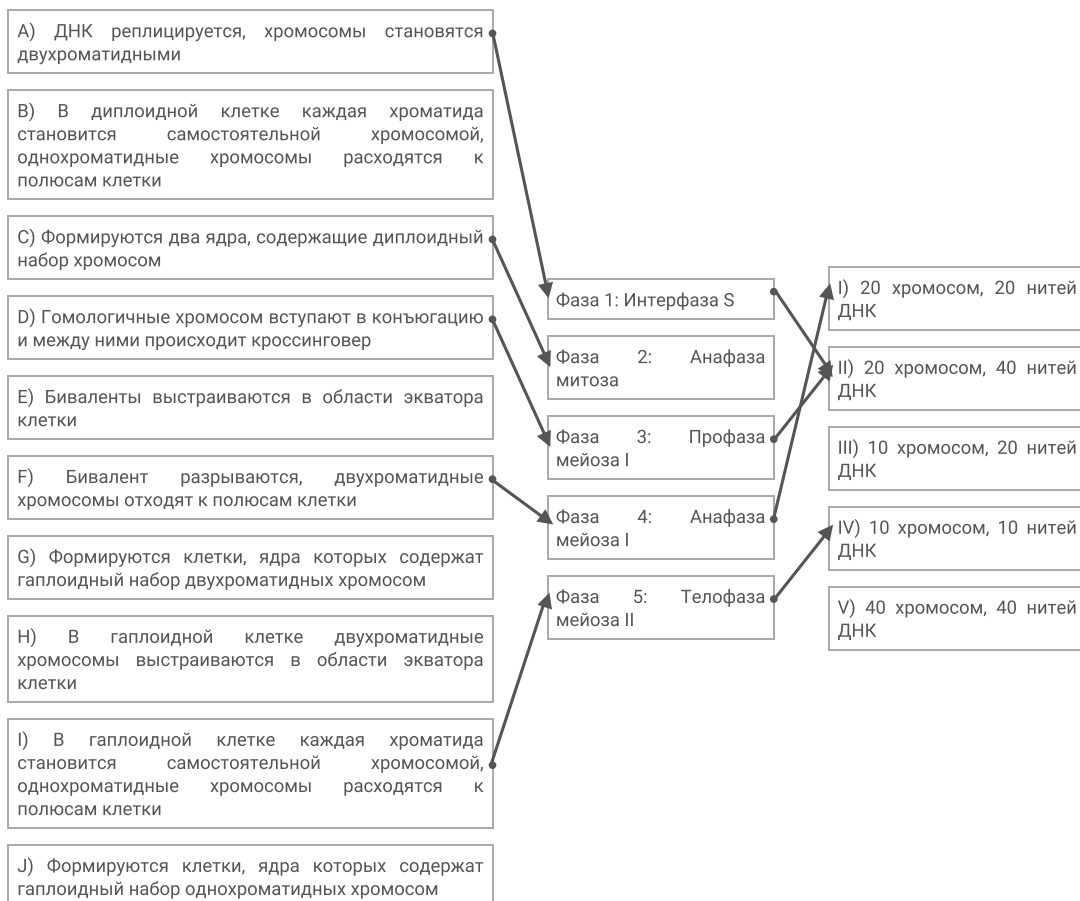 A) ДНК реплицируется, хромосомы становятся
двухроматидными
B) В диплоидной клетке каждая хроматида
становится самостоятельной хромосомой,
однохроматидные хромосомы расходятся к
полюсам клетки
C) Формируются два ядра, содержащие диплоидный
набор хромосом
D) Гомологичные хромосом вступают в конъюгацию
и между ними происходит кроссинговер
E) Биваленты выстраиваются в области экватора
клетки
F) Бивалент разрываются, двухроматидные
хромосомы отходят к полюсам клетки
G) Формируются клетки, ядра которых содержат
гаплоидный набор двухроматидных хромосом
H) В гаплоидной клетке двухроматидные
хромосомы выстраиваются в области экватора
клетки
I) В гаплоидной клетке каждая хроматида
становится самостоятельной хромосомой,
однохроматидные хромосомы расходятся к
полюсам клетки
J) Формируются клетки, ядра которых содержат
гаплоидный набор однохроматидных хромосом
Фаза 1: Интерфаза S
Фаза 2: Анафаза
митоза
Фаза 3: Профаза
мейоза I
Фаза 4: Анафаза
мейоза I
Фаза 5: Телофаза
мейоза II
I) 20 хромосом, 20 нитей
ДНК
II) 20 хромосом, 40 нитей
ДНК
III) 10 хромосом, 20 нитей
ДНК
IV) 10 хромосом, 10 нитей
ДНК
V) 40 хромосом, 40 нитей
ДНК